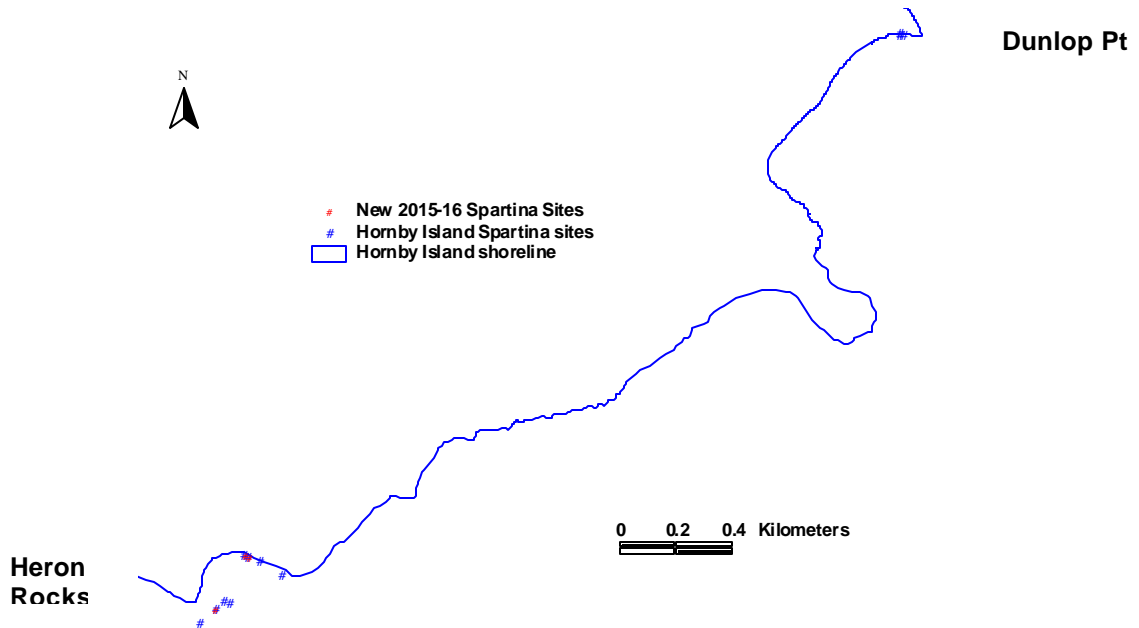 Dunlop Pt
N
# New 2015-16 Spartina Sites
# Hornby Island Spartina sites
Hornby Island shoreline
0 0.2 0.4 Kilometers
Heron
Rocks